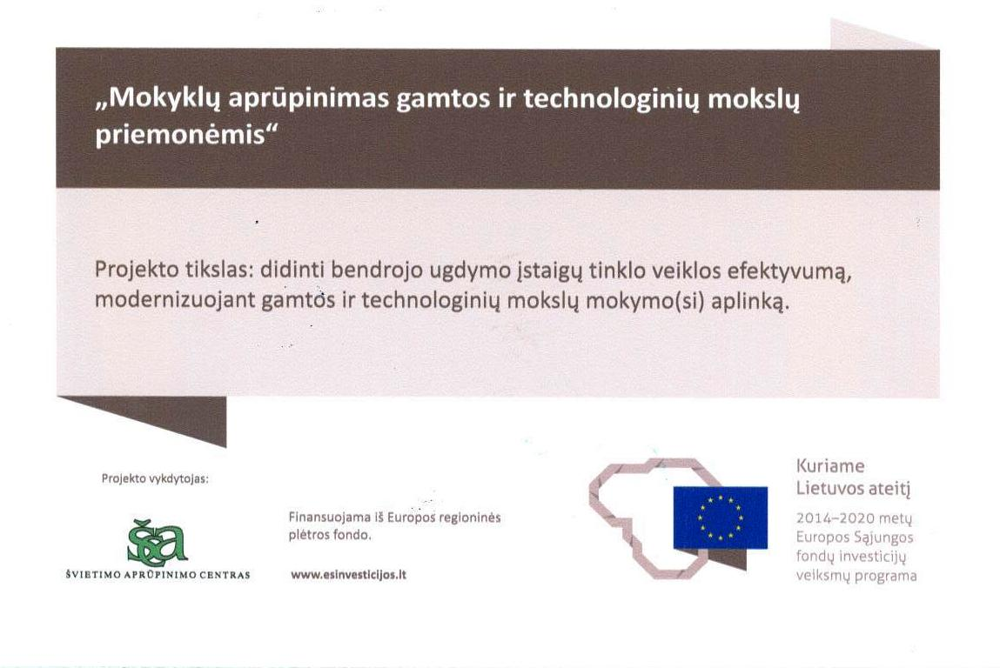 „Mokyklų aprūpinimas gamtos ir technologinių mokslų
priemonėmis“
Projekto tikslas: didinti bendrojo ugdymo įstaigų tinklo veiklos efektyvumą,
modernizuojant gamtos ir technologinių mokslų mokymo(si) aplinką.
Projekto vykdytojas:
ša
ŠVIETIMO APRŪPINIMO CENTRAS
Finansuojama iš Europos regioninės
plėtros fondo.
www.esinvesticijos.lt
Kuriame
Lietuvos ateitį
2014–2020 metų
Europos Sąjungos
fondų investicijų
veiksmų programa